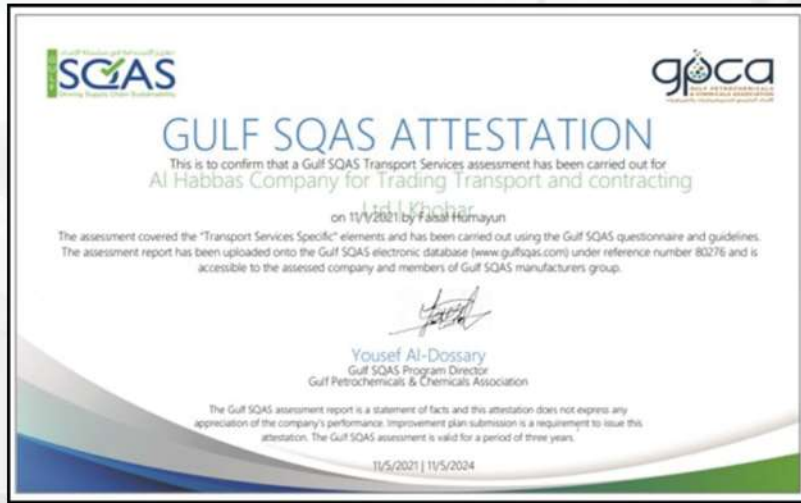 SQAS
Driving Supply Chain Sustainability
gpca
GULF PETROCHEMICALS
& CHEMICALS ASSOCIATION
GULF SQAS ATTESTATION
This is to confirm that a Gulf SQAS Transport Services assessment has been carried out for
Al Habbas Company for Trading Transport and contracting
Ltd | Khobar
on 11/1/2021 by Faisal Humayun
The assessment covered the "Transport Services Specific" elements and has been carried out using the Gulf SQAS questionnaire and guidelines.
The assessment report has been uploaded onto the Gulf SQAS electronic database (www.gulfsqas.com) under reference number 80276 and is
accessible to the assessed company and members of Gulf SQAS manufacturers group.
Yousef Al-Dossary
Gulf SQAS Program Director
Gulf Petrochemicals & Chemicals Association
The Gulf SQAS assessment report is a statement of facts and this attestation does not express any
appreciation of the company's performance. Improvement plan submission is a requirement to issue this
attestation. The Gulf SQAS assessment is valid for a period of three years.
11/5/2021 | 11/5/2024